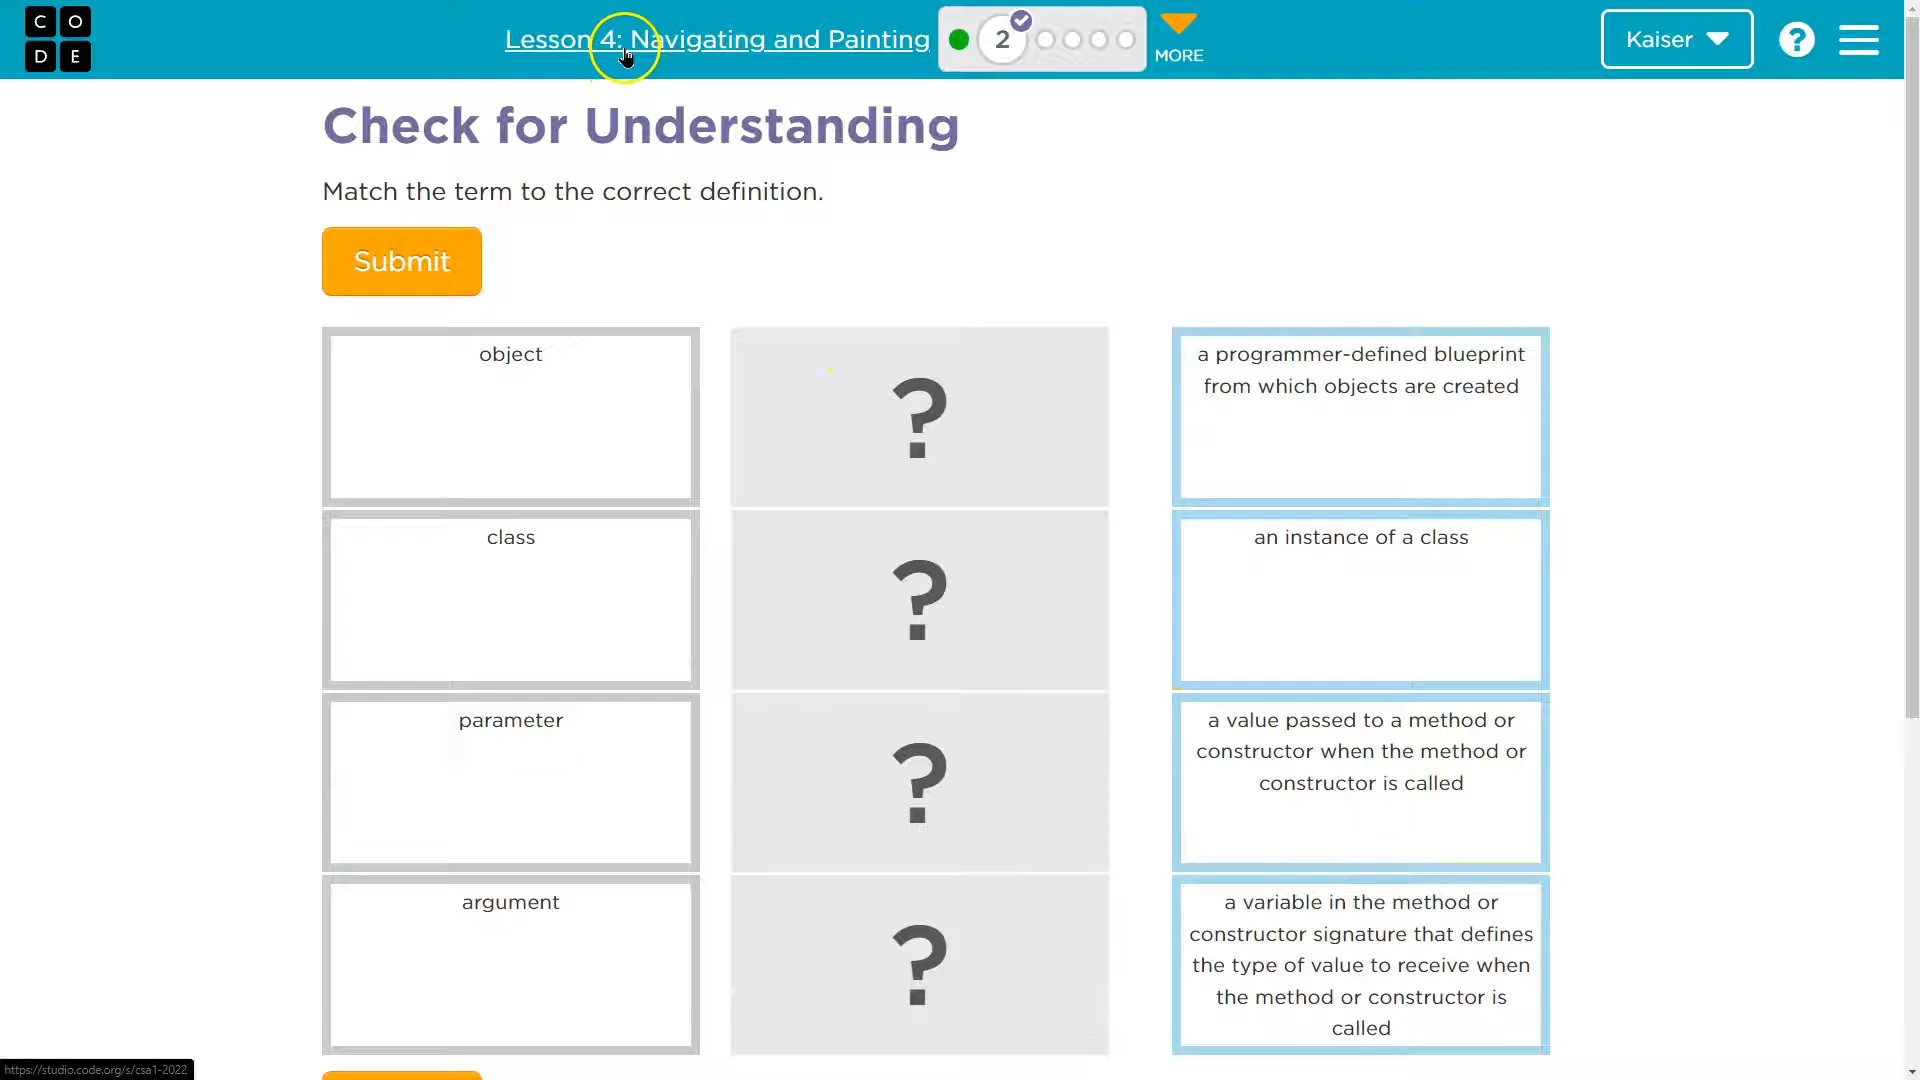 C O
D E
Lesson 4: Navigating and Painting
2
MORE
Kaiser
?
Check for Understanding
Match the term to the correct definition.
Submit
object
?
a programmer-defined blueprint
from which objects are created
class
?
an instance of a class
parameter
?
a value passed to a method or
constructor when the method or
constructor is called
argument
?
a variable in the method or
constructor signature that defines
the type of value to receive when
the method or constructor is
called
https://studio.code.org/s/csa1-2022